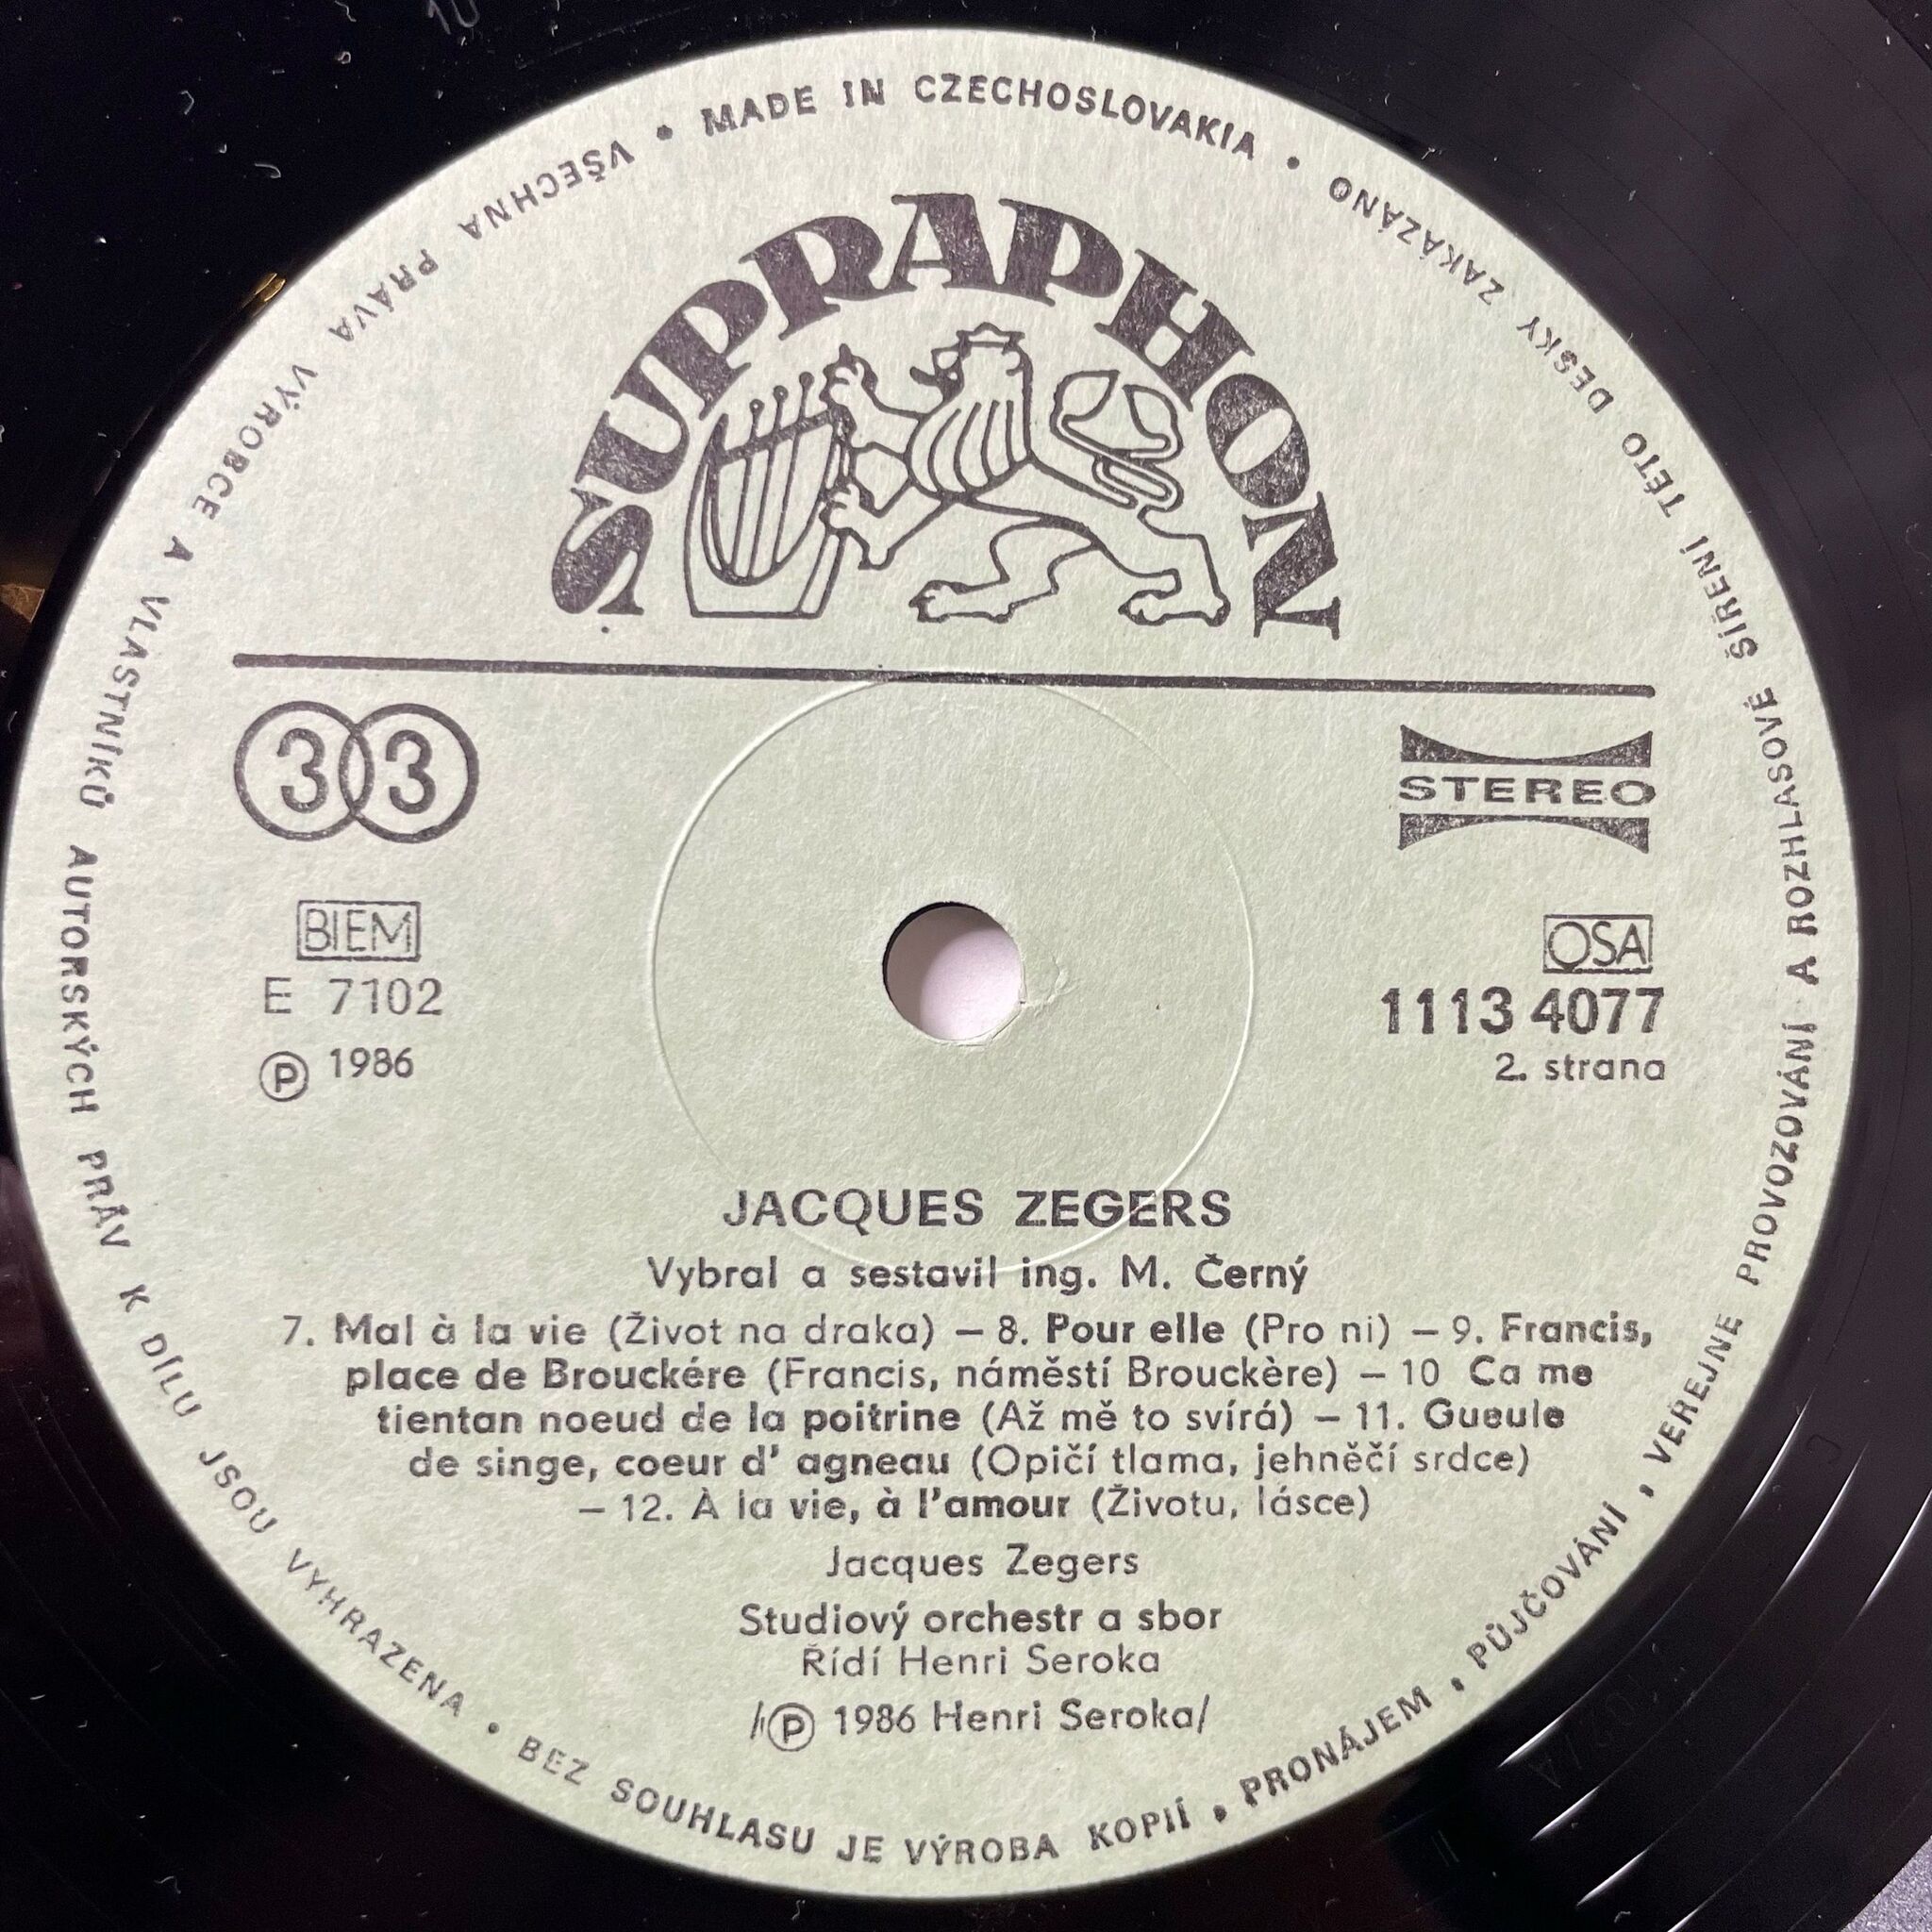 VŠECHNA PRÁVA VÝROBCE A VLASTNÍKŮ AUTORSKÝCH PRÁV K DÍLU JSOU VYHRAZENA • BEZ SOUHLASU JE VÝROBA KOPIÍ, PRONÁJEM, PŮJČOVÁNÍ, VEŘEJNÉ PROVOZOVÁNÍ A ROZHLASOVÉ ŠÍŘENÍ TÉTO DESKY ZAKÁZÁNO
• MADE IN CZECHOSLOVAKIA •
SUPRAPHON
33
STEREO
BIEM
OSA
E 7102
1113 4077
Ⓟ 1986
2. strana
JACQUES ZEGERS
Vybral a sestavil ing. M. Černý
7. Mal à la vie (Život na draka) – 8. Pour elle (Pro ni) – 9. Francis,
place de Brouckére (Francis, náměstí Brouckère) – 10 Ca me
tientan noeud de la poitrine (Až mě to svírá) – 11. Gueule
de singe, coeur d' agneau (Opičí tlama, jehněčí srdce)
– 12. À la vie, à l'amour (Životu, lásce)
Jacques Zegers
Studiový orchestr a sbor
Řídí Henri Seroka
/Ⓟ 1986 Henri Seroka/